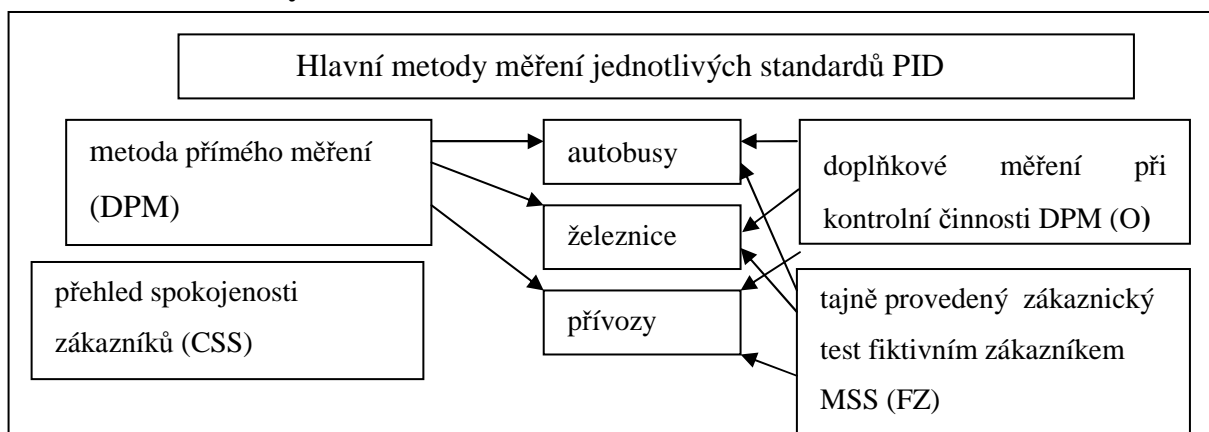 Hlavní metody měření jednotlivých standardů PID
metoda přímého měření
(DPM)
přehled spokojenosti
zákazníků (CSS)
autobusy
železnice
přívozy
doplňkové měření při
kontrolní činnosti DPM (O)
tajně provedený zákaznický
test fiktivním zákazníkem
MSS (FZ)